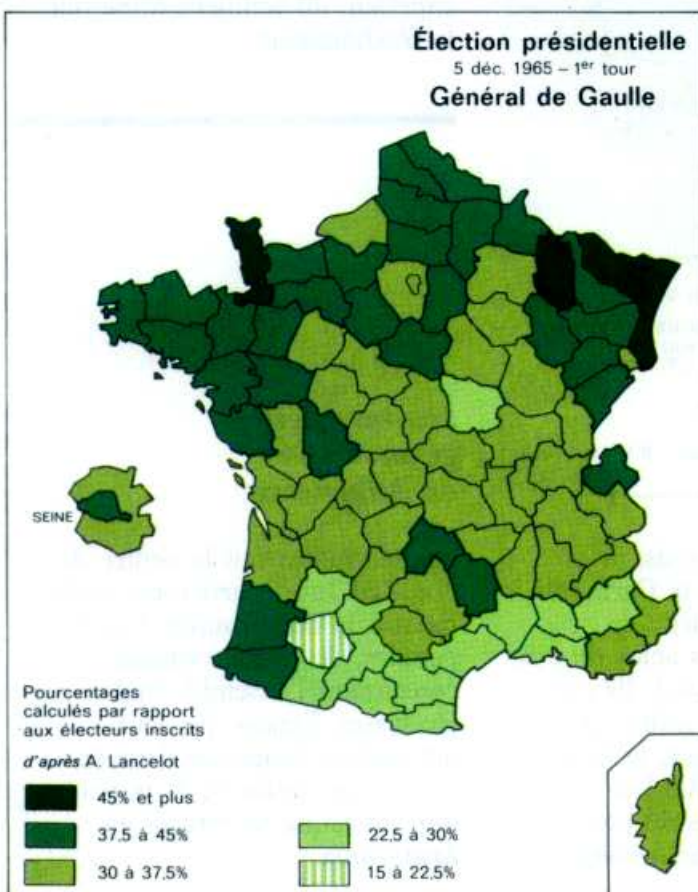 Élection présidentielle
5 déc. 1965 – 1er tour
Général de Gaulle
SEINE
Pourcentages
calculés par rapport
aux électeurs inscrits
d'après A. Lancelot
45% et plus
37,5 à 45%
30 à 37,5%
22,5 à 30%
15 à 22,5%